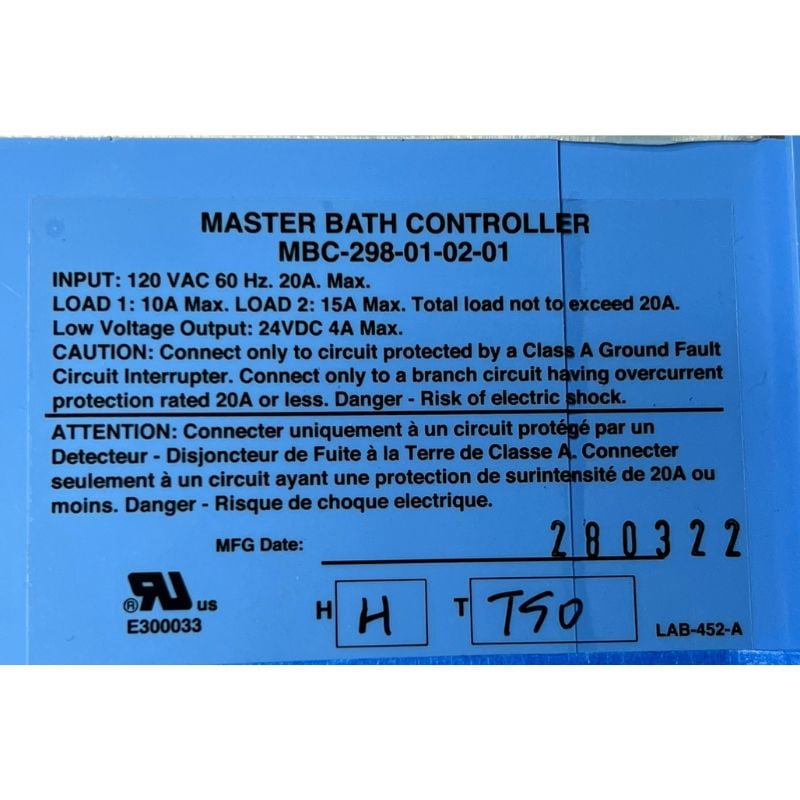 MASTER BATH CONTROLLER
MBC-298-01-02-01
INPUT: 120 VAC 60 Hz. 20A. Max.
LOAD 1: 10A Max. LOAD 2: 15A Max. Total load not to exceed 20A.
Low Voltage Output: 24VDC 4A Max.
CAUTION: Connect only to circuit protected by a Class A Ground Fault
Circuit Interrupter. Connect only to a branch circuit having overcurrent
protection rated 20A or less. Danger - Risk of electric shock.
ATTENTION: Connecter uniquement à un circuit protégé par un
Detecteur - Disjoncteur de Fuite à la Terre de Classe A. Connecter
seulement à un circuit ayant une protection de surintensité de 20A ou
moins. Danger - Risque de choque electrique.
MFG Date: 280322
® RU us
E300033
H H T TSO
LAB-452-A